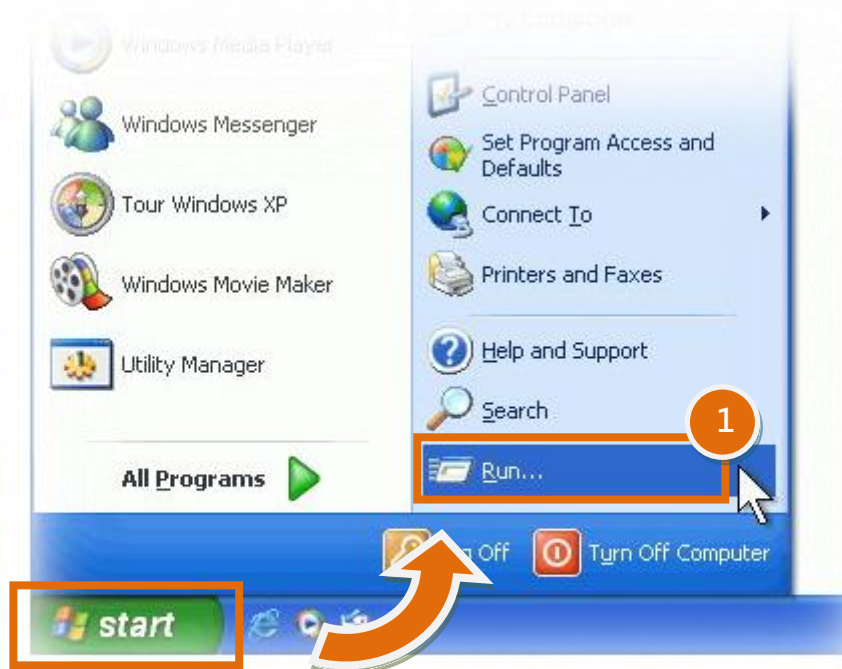 Windows Media Player
My Computer
Control Panel
Windows Messenger
Set Program Access and
Defaults
Tour Windows XP
Connect To
Windows Movie Maker
Printers and Faxes
Utility Manager
Help and Support
Search
1
All Programs
Run...
Off
Turn Off Computer
start